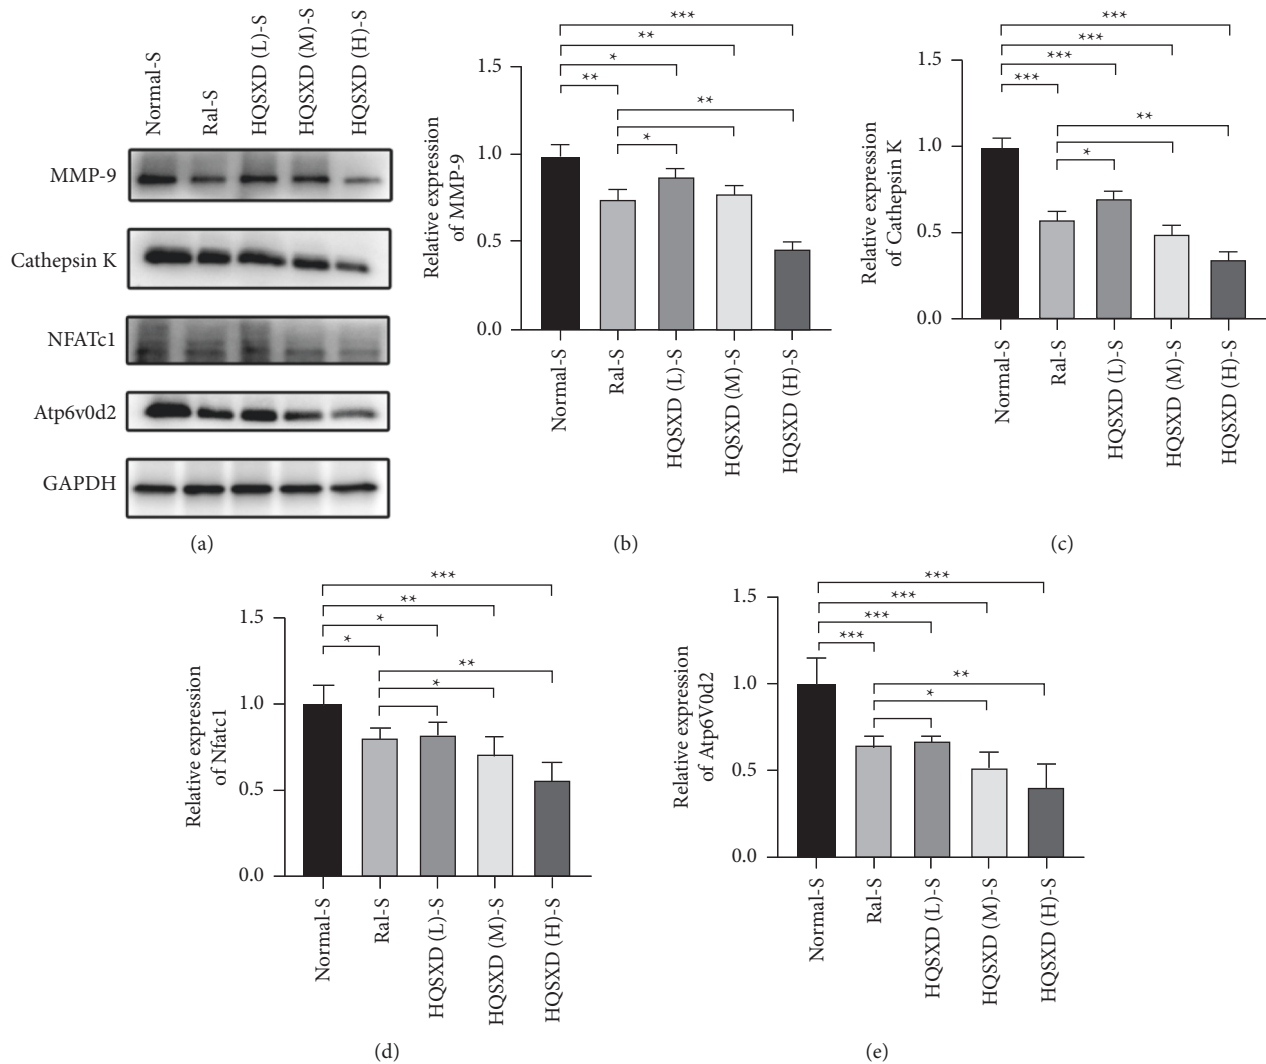 Normal-S
Ral-S
HQSXD (L)-S
HQSXD (M)-S
HQSXD (H)-S
MMP-9
Cathepsin K
NFATc1
Atp6v0d2
GAPDH
(a)
***
**
*
**
**
*
1.5
1.0
0.5
0.0
Relative expression
of MMP-9
Normal-S
Ral-S
HQSXD (L)-S
HQSXD (M)-S
HQSXD (H)-S
(b)
***
***
***
***
**
*
1.5
1.0
0.5
0.0
Relative expression
of Cathepsin K
Normal-S
Ral-S
HQSXD (L)-S
HQSXD (M)-S
HQSXD (H)-S
(c)
***
**
*
*
**
*
1.5
1.0
0.5
0.0
Relative expression
of Nfatc1
Normal-S
Ral-S
HQSXD (L)-S
HQSXD (M)-S
HQSXD (H)-S
(d)
***
***
***
***
**
*
1.5
1.0
0.5
0.0
Relative expression
of Atp6V0d2
Normal-S
Ral-S
HQSXD (L)-S
HQSXD (M)-S
HQSXD (H)-S
(e)